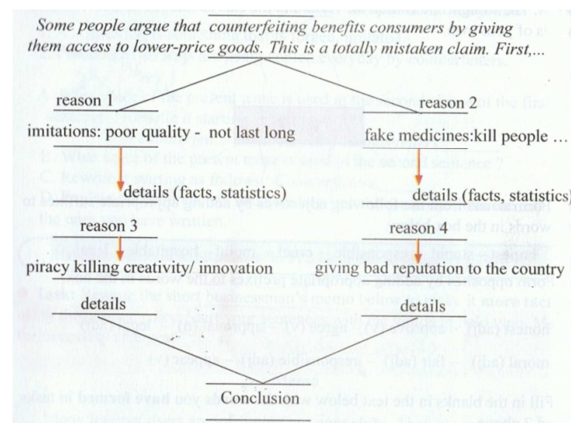 Some people argue that counterfeiting benefits consumers by giving
them access to lower-price goods. This is a totally mistaken claim. First,...
reason 1
imitations: poor quality - not last long
details (facts, statistics)
reason 2
fake medicines:kill people ...
details (facts, statistics
reason 3
piracy killing creativity/ innovation
details
reason 4
giving bad reputation to the country
details
Conclusion